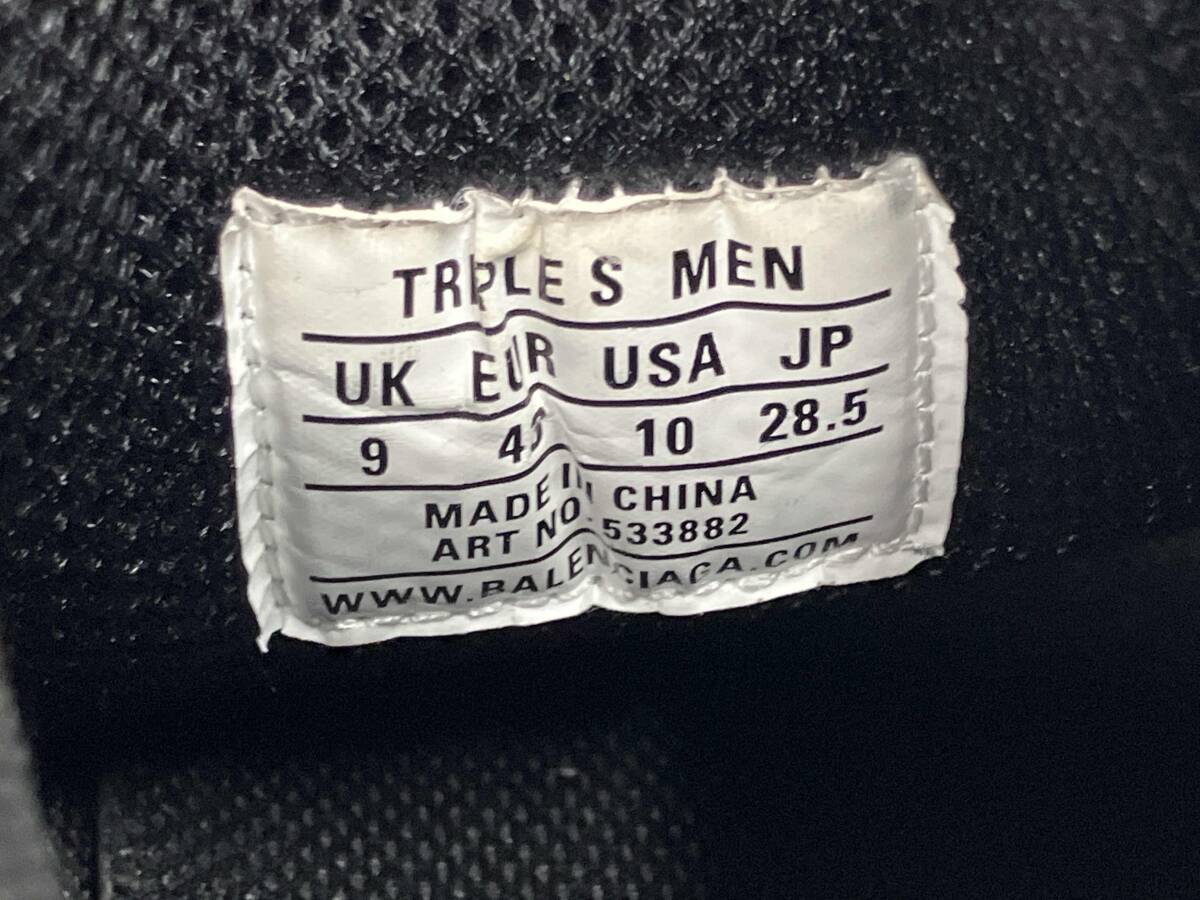 TRIPLE S MEN
UK EUR USA JP
9 43 10 28.5
MADE IN CHINA
ART NO. 533882
WWW.BALENCIAGA.COM